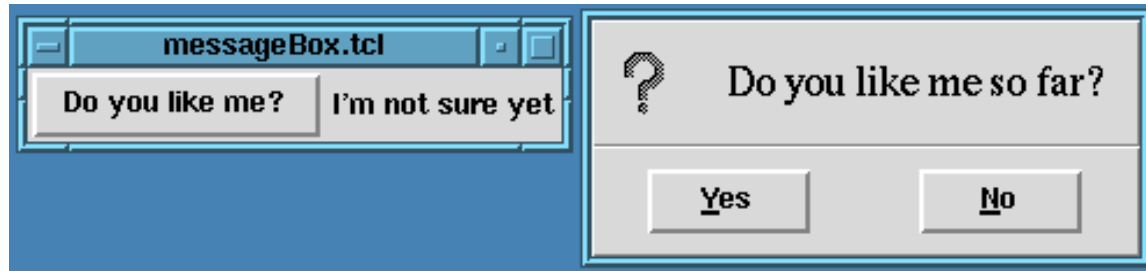 messageBox.tcl
Do you like me? I'm not sure yet
? Do you like me so far?
Yes No